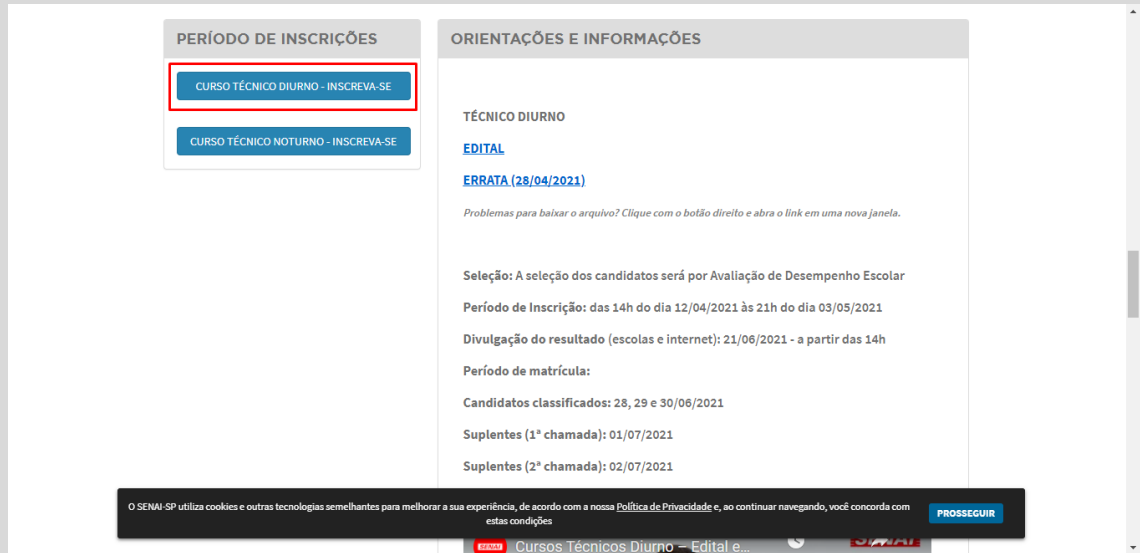 PERÍODO DE INSCRIÇÕES
CURSO TÉCNICO DIURNO - INSCREVA-SE
CURSO TÉCNICO NOTURNO - INSCREVA-SE
ORIENTAÇÕES E INFORMAÇÕES
TÉCNICO DIURNO
EDITAL
ERRATA (28/04/2021)
Problemas para baixar o arquivo? Clique com o botão direito e abra o link em uma nova janela.
Seleção: A seleção dos candidatos será por Avaliação de Desempenho Escolar
Período de Inscrição: das 14h do dia 12/04/2021 às 21h do dia 03/05/2021
Divulgação do resultado (escolas e internet): 21/06/2021 - a partir das 14h
Período de matrícula:
Candidatos classificados: 28, 29 e 30/06/2021
Suplentes (1ª chamada): 01/07/2021
Suplentes (2ª chamada): 02/07/2021
O SENAI-SP utiliza cookies e outras tecnologias semelhantes para melhorar a sua experiência, de acordo com a nossa Política de Privacidade e, ao continuar navegando, você concorda com
estas condições
PROSSEGUIR
SENAI
Cursos Técnicos Diurno – Edital e...